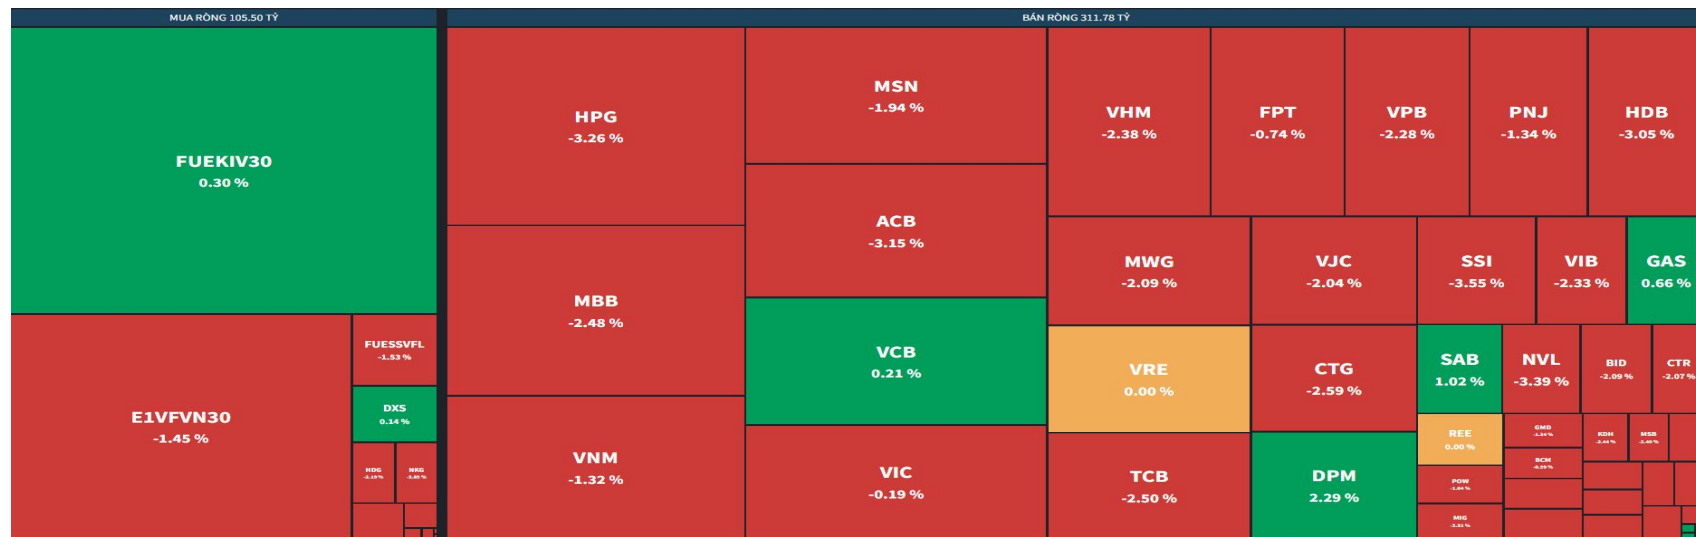 MUA RÒNG 105.50 TỶ
FUEKIV30
0.30 %
E1VFVN30
-1.45 %
FUESSVFL
-1.53 %
DXS
0.14 %
HDG
NKG
BÁN RÒNG 311.78 TỶ
HPG
-3.26 %
MBB
-2.48 %
VNM
-1.32 %
MSN
-1.94 %
ACB
-3.15 %
VCB
0.21 %
VIC
-0.19 %
VHM
-2.38 %
FPT
-0.74 %
VPB
-2.28 %
PNJ
-1.34 %
HDB
-3.05 %
MWG
-2.09 %
VJC
-2.04 %
SSI
-3.55 %
VIB
-2.33 %
GAS
0.66 %
VRE
0.00 %
CTG
-2.59 %
SAB
1.02 %
NVL
-3.39 %
BID
-2.09 %
CTR
-2.07 %
TCB
-2.50 %
DPM
2.29 %
REE
0.00 %
GMD
KDH
MSB
BCM
POW
MIG